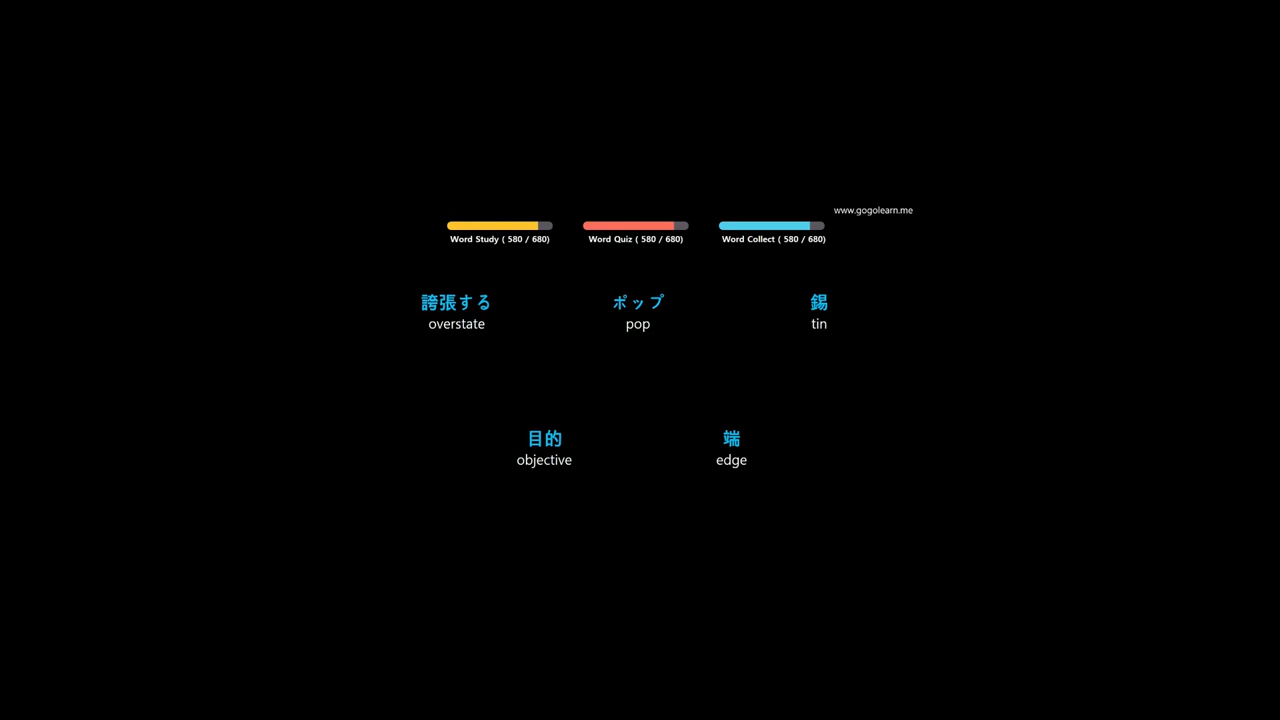 www.gogolearn.me
Word Study ( 580 / 680)
Word Quiz ( 580 / 680)
Word Collect ( 580 / 680)
誇張する
overstate
ポップ
pop
錫
tin
目的
objective
端
edge